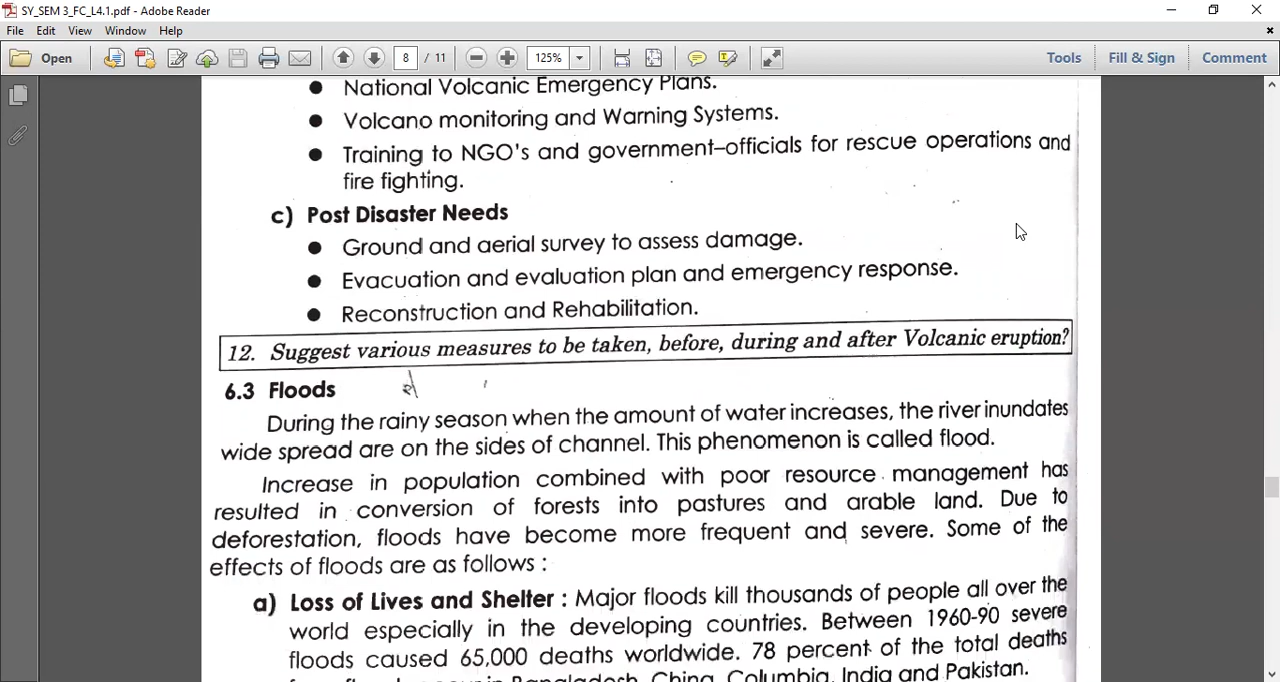 SY_SEM 3_FC_L4.1.pdf - Adobe Reader
File Edit View Window Help
Open 8 / 11 125% Tools Fill & Sign Comment
● National Volcanic Emergency Plans.
● Volcano monitoring and Warning Systems.
● Training to NGO's and government–officials for rescue operations and
fire fighting.
c) Post Disaster Needs
● Ground and aerial survey to assess damage.
● Evacuation and evaluation plan and emergency response.
● Reconstruction and Rehabilitation.
12. Suggest various measures to be taken, before, during and after Volcanic eruption?
6.3 Floods
During the rainy season when the amount of water increases, the river inundates
wide spread are on the sides of channel. This phenomenon is called flood.
Increase in population combined with poor resource management has
resulted in conversion of forests into pastures and arable land. Due to
deforestation, floods have become more frequent and severe. Some of the
effects of floods are as follows :
a) Loss of Lives and Shelter : Major floods kill thousands of people all over the
world especially in the developing countries. Between 1960-90 severe
floods caused 65,000 deaths worldwide. 78 percent of the total deaths
in Bangladesh, China, Columbia, India and Pakistan.